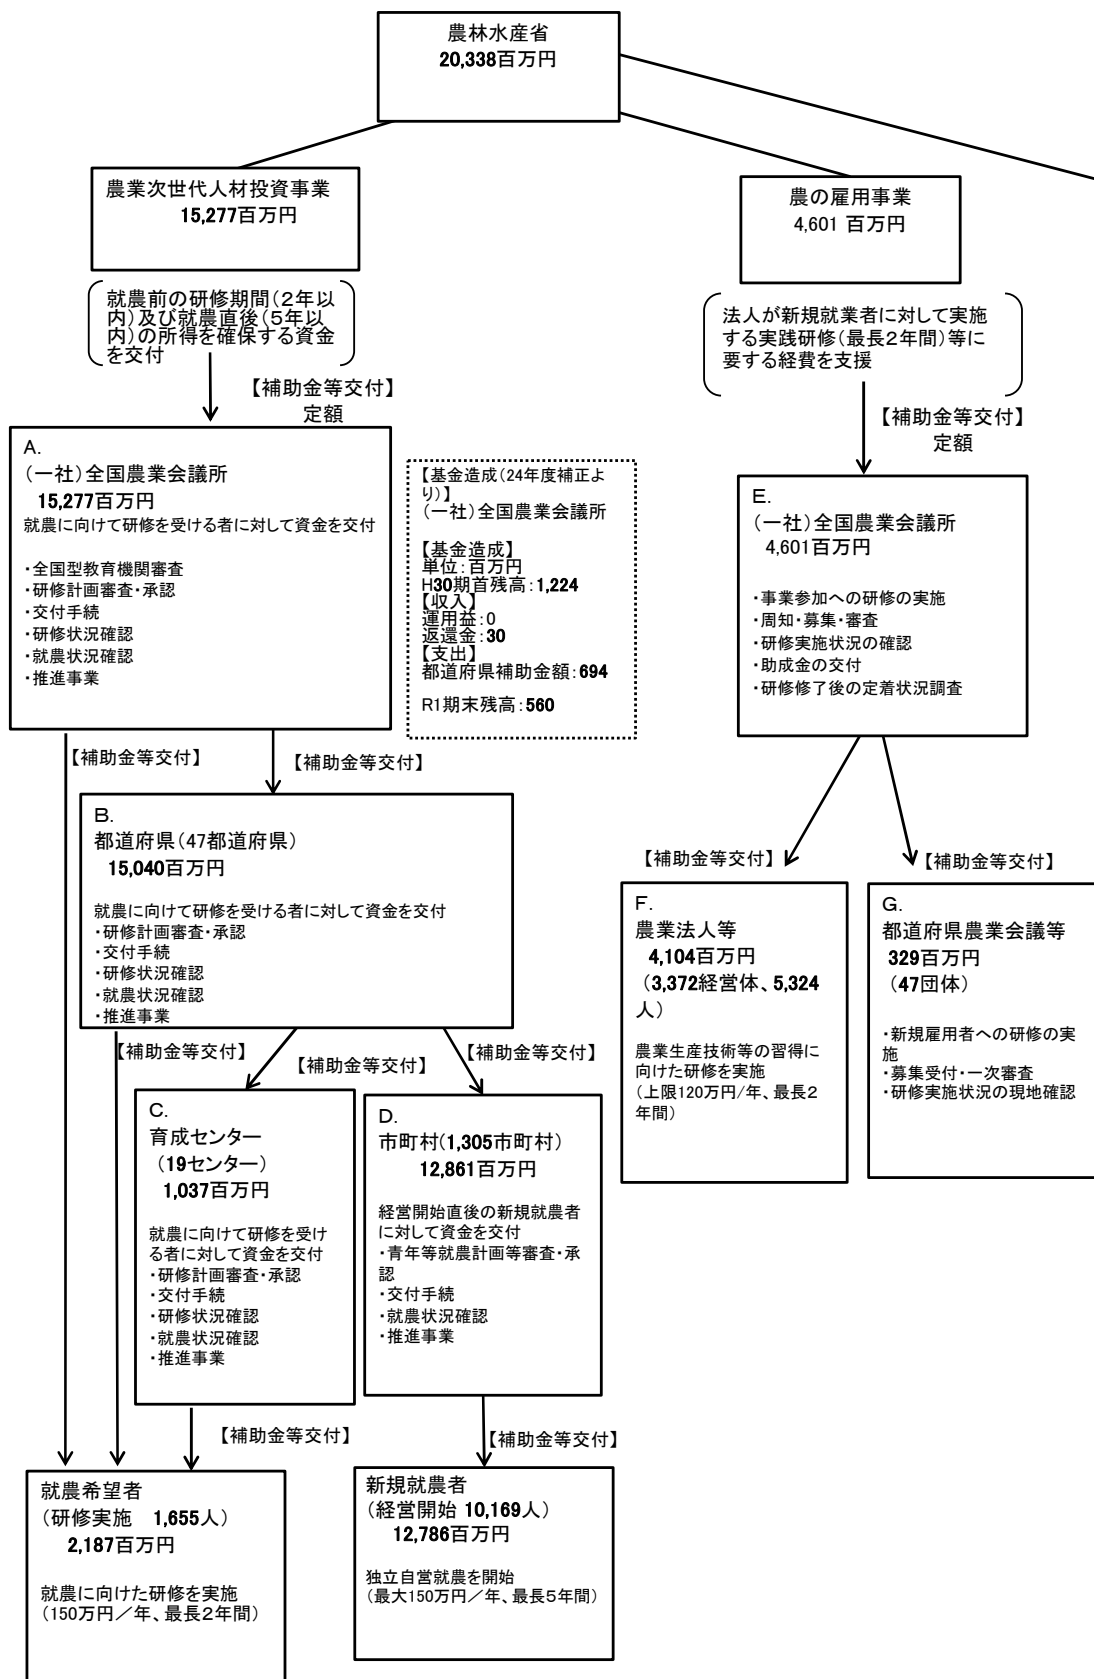 農林水産省
20,338百万円
農業次世代人材投資事業
15,277百万円
農の雇用事業
4,601 百万円
就農前の研修期間（2年以
内）及び就農直後（5年以
内）の所得を確保する資金
を交付
法人が新規就業者に対して実施
する実践研修（最長２年間）等に
要する経費を支援
【補助金等交付】
定額
【補助金等交付】
定額
A.
（一社）全国農業会議所
15,277百万円
就農に向けて研修を受ける者に対して資金を交付
・全国型教育機関審査
・研修計画審査・承認
・交付手続
・研修状況確認
・就農状況確認
・推進事業
【基金造成（24年度補正よ
り）】
（一社）全国農業会議所
【基金造成】
単位：百万円
H30期首残高：1,224
【収入】
運用益：0
返還金：30
【支出】
都道府県補助金額：694
R1期末残高：560
E.
（一社）全国農業会議所
4,601百万円
・事業参加への研修の実施
・周知・募集・審査
・研修実施状況の確認
・助成金の交付
・研修修了後の定着状況調査
【補助金等交付】
【補助金等交付】
B.
都道府県（47都道府県）
15,040百万円
就農に向けて研修を受ける者に対して資金を交付
・研修計画審査・承認
・交付手続
・研修状況確認
・就農状況確認
・推進事業
【補助金等交付】
【補助金等交付】
F.
農業法人等
4,104百万円
（3,372経営体、5,324
人）
農業生産技術等の習得に
向けた研修を実施
（上限120万円/年、最長２
年間）
G.
都道府県農業会議等
329百万円
（47団体）
・新規雇用者への研修の実
施
・募集受付・一次審査
・研修実施状況の現地確認
【補助金等交付】
【補助金等交付】
C.
育成センター
（19センター）
1,037百万円
就農に向けて研修を受け
る者に対して資金を交付
・研修計画審査・承認
・交付手続
・研修状況確認
・就農状況確認
・推進事業
D.
市町村（1,305市町村）
12,861百万円
経営開始直後の新規就農者
に対して資金を交付
・青年等就農計画等審査・承
認
・交付手続
・就農状況確認
・推進事業
【補助金等交付】
【補助金等交付】
就農希望者
（研修実施　1,655人）
2,187百万円
就農に向けた研修を実施
（150万円／年、最長２年間）
新規就農者
（経営開始 10,169人）
12,786百万円
独立自営就農を開始
（最大150万円／年、最長５年間）